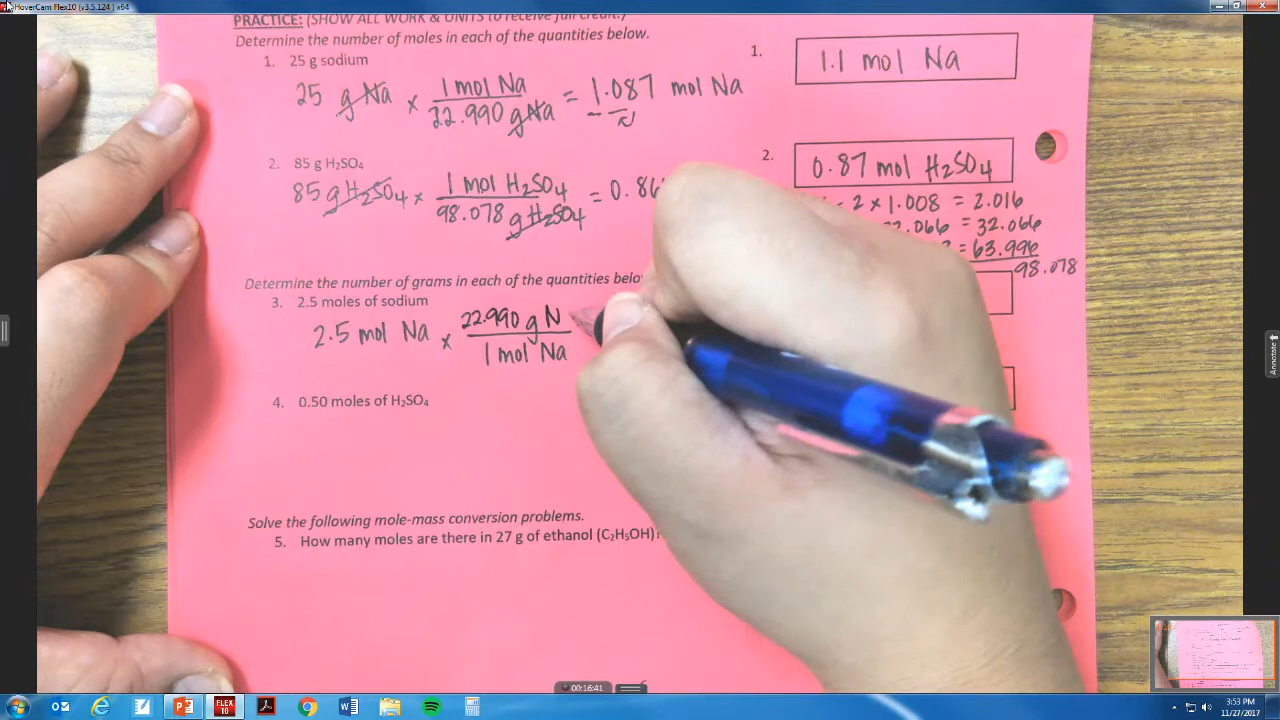 HoverCam Flex10 (v3.5.124 ) x64
PRACTICE: (SHOW ALL WORK & UNITS to receive full credit.)
Determine the number of moles in each of the quantities below.
1. 25 g sodium
25 g Na × 1 mol Na / 22.990 g Na = 1.087 mol Na
1.
1.1 mol Na
2. 85 g H₂SO₄
85 g H₂SO₄ × 1 mol H₂SO₄ / 98.078 g H₂SO₄ = 0.86
2.
0.87 mol H₂SO₄
2 × 1.008 = 2.016
.066 = 32.066
= 63.996
98.078
Determine the number of grams in each of the quantities belo
3. 2.5 moles of sodium
2.5 mol Na × 22.990 g N / 1 mol Na
4. 0.50 moles of H₂SO₄
Solve the following mole-mass conversion problems.
5. How many moles are there in 27 g of ethanol (C₂H₅OH)?
Annotate
00:16:41
FLEX 10
3:53 PM
11/27/2017